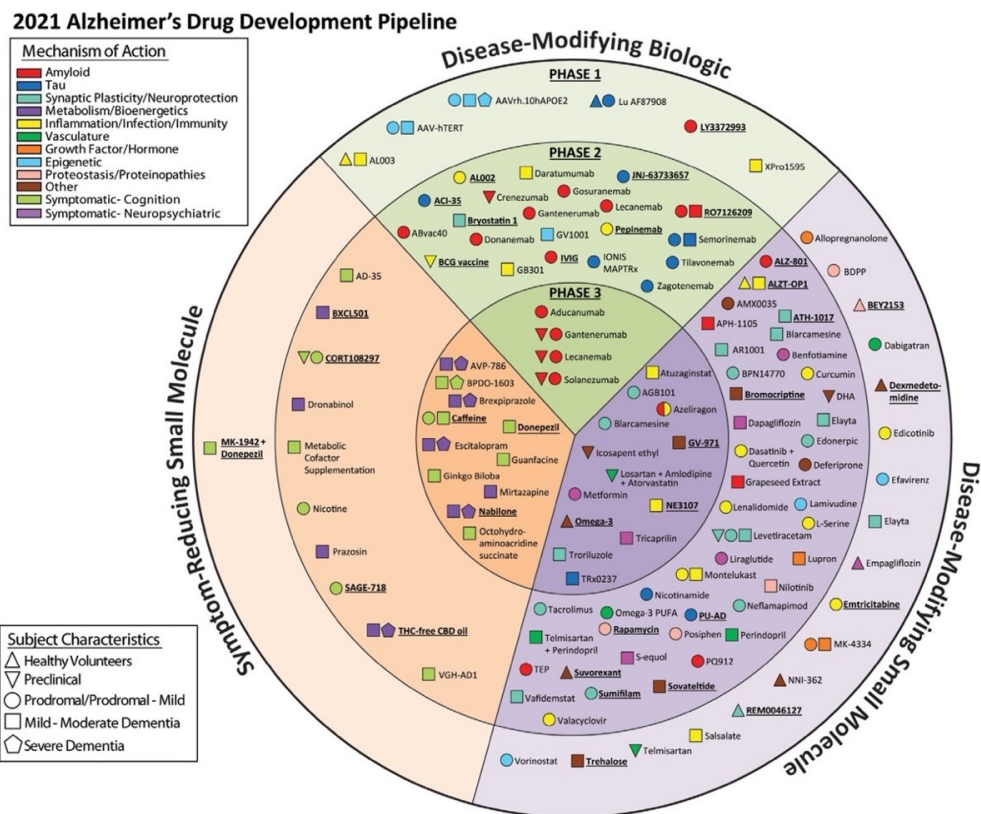 2021 Alzheimer's Drug Development Pipeline
Mechanism of Action
Amyloid
Tau
Synaptic Plasticity/Neuroprotection
Metabolism/Bioenergetics
Inflammation/Infection/Immunity
Vasculature
Growth Factor/Hormone
Epigenetic
Proteostasis/Proteinopathies
Other
Symptomatic- Cognition
Symptomatic- Neuropsychiatric
Disease-Modifying Biologic
PHASE 1
AAVrh.10hAPOE2
Lu AF87908
AAV-hTERT
LY3372993
AL003
XPro1595
PHASE 2
AL002
Daratumumab
JNJ-63733657
ACI-35
Crenezumab
Gosuranemab
Lecanemab
Bryostatin 1
Gantenerumab
RO7126209
ABvac40
Donanemab
GV1001
Pepinemab
Semorinemab
BCG vaccine
GB301
IVIG
IONIS
MAPTRx
Tilavonemab
Zagotenemab
PHASE 3
Aducanumab
Gantenerumab
Lecanemab
Solanezumab
Symptom-Reducing Small Molecule
AD-35
BXCL501
CORT108297
Dronabinol
MK-1942 +
Donepezil
Metabolic
Cofactor
Supplementation
Nicotine
Prazosin
SAGE-718
THC-free CBD oil
VGH-AD1
AVP-786
BPDO-1603
Brexpiprazole
Caffeine
Donepezil
Escitalopram
Guanfacine
Ginkgo Biloba
Mirtazapine
Nabilone
Octohydro-
aminoacridine
succinate
Disease-Modifying Small Molecule
Atuzaginstat
AGB101
Azeliragon
Blarcamesine
GV-971
Icosapent ethyl
Losartan + Amlodipine
+ Atorvastatin
Metformin
NE3107
Omega-3
Tricaprilin
Troriluzole
TRx0237
ALZ-801
ALZT-OP1
AMX0035
ATH-1017
APH-1105
Blarcamesine
AR1001
Benfotiamine
BPN14770
Curcumin
Bromocriptine
DHA
Dapagliflozin
Elayta
Edonerpic
Dasatinib +
Quercetin
Deferiprone
Grapeseed Extract
Lenalidomide
Lamivudine
L-Serine
Levetiracetam
Liraglutide
Lupron
Montelukast
Nilotinib
Nicotinamide
Neflamapimod
Tacrolimus
Omega-3 PUFA
PU-AD
Rapamycin
Posiphen
Perindopril
Telmisartan
+ Perindopril
S-equol
PQ912
TEP
Suvorexant
Sovateltide
Vafidemstat
Sumifilam
Valacyclovir
Allopregnanolone
BDPP
BEY2153
Dabigatran
Dexmedeto-
midine
Edicotinib
Efavirenz
Elayta
Empagliflozin
Emtricitabine
MK-4334
NNI-362
REM0046127
Salsalate
Telmisartan
Trehalose
Vorinostat
Subject Characteristics
Healthy Volunteers
Preclinical
Prodromal/Prodromal - Mild
Mild - Moderate Dementia
Severe Dementia